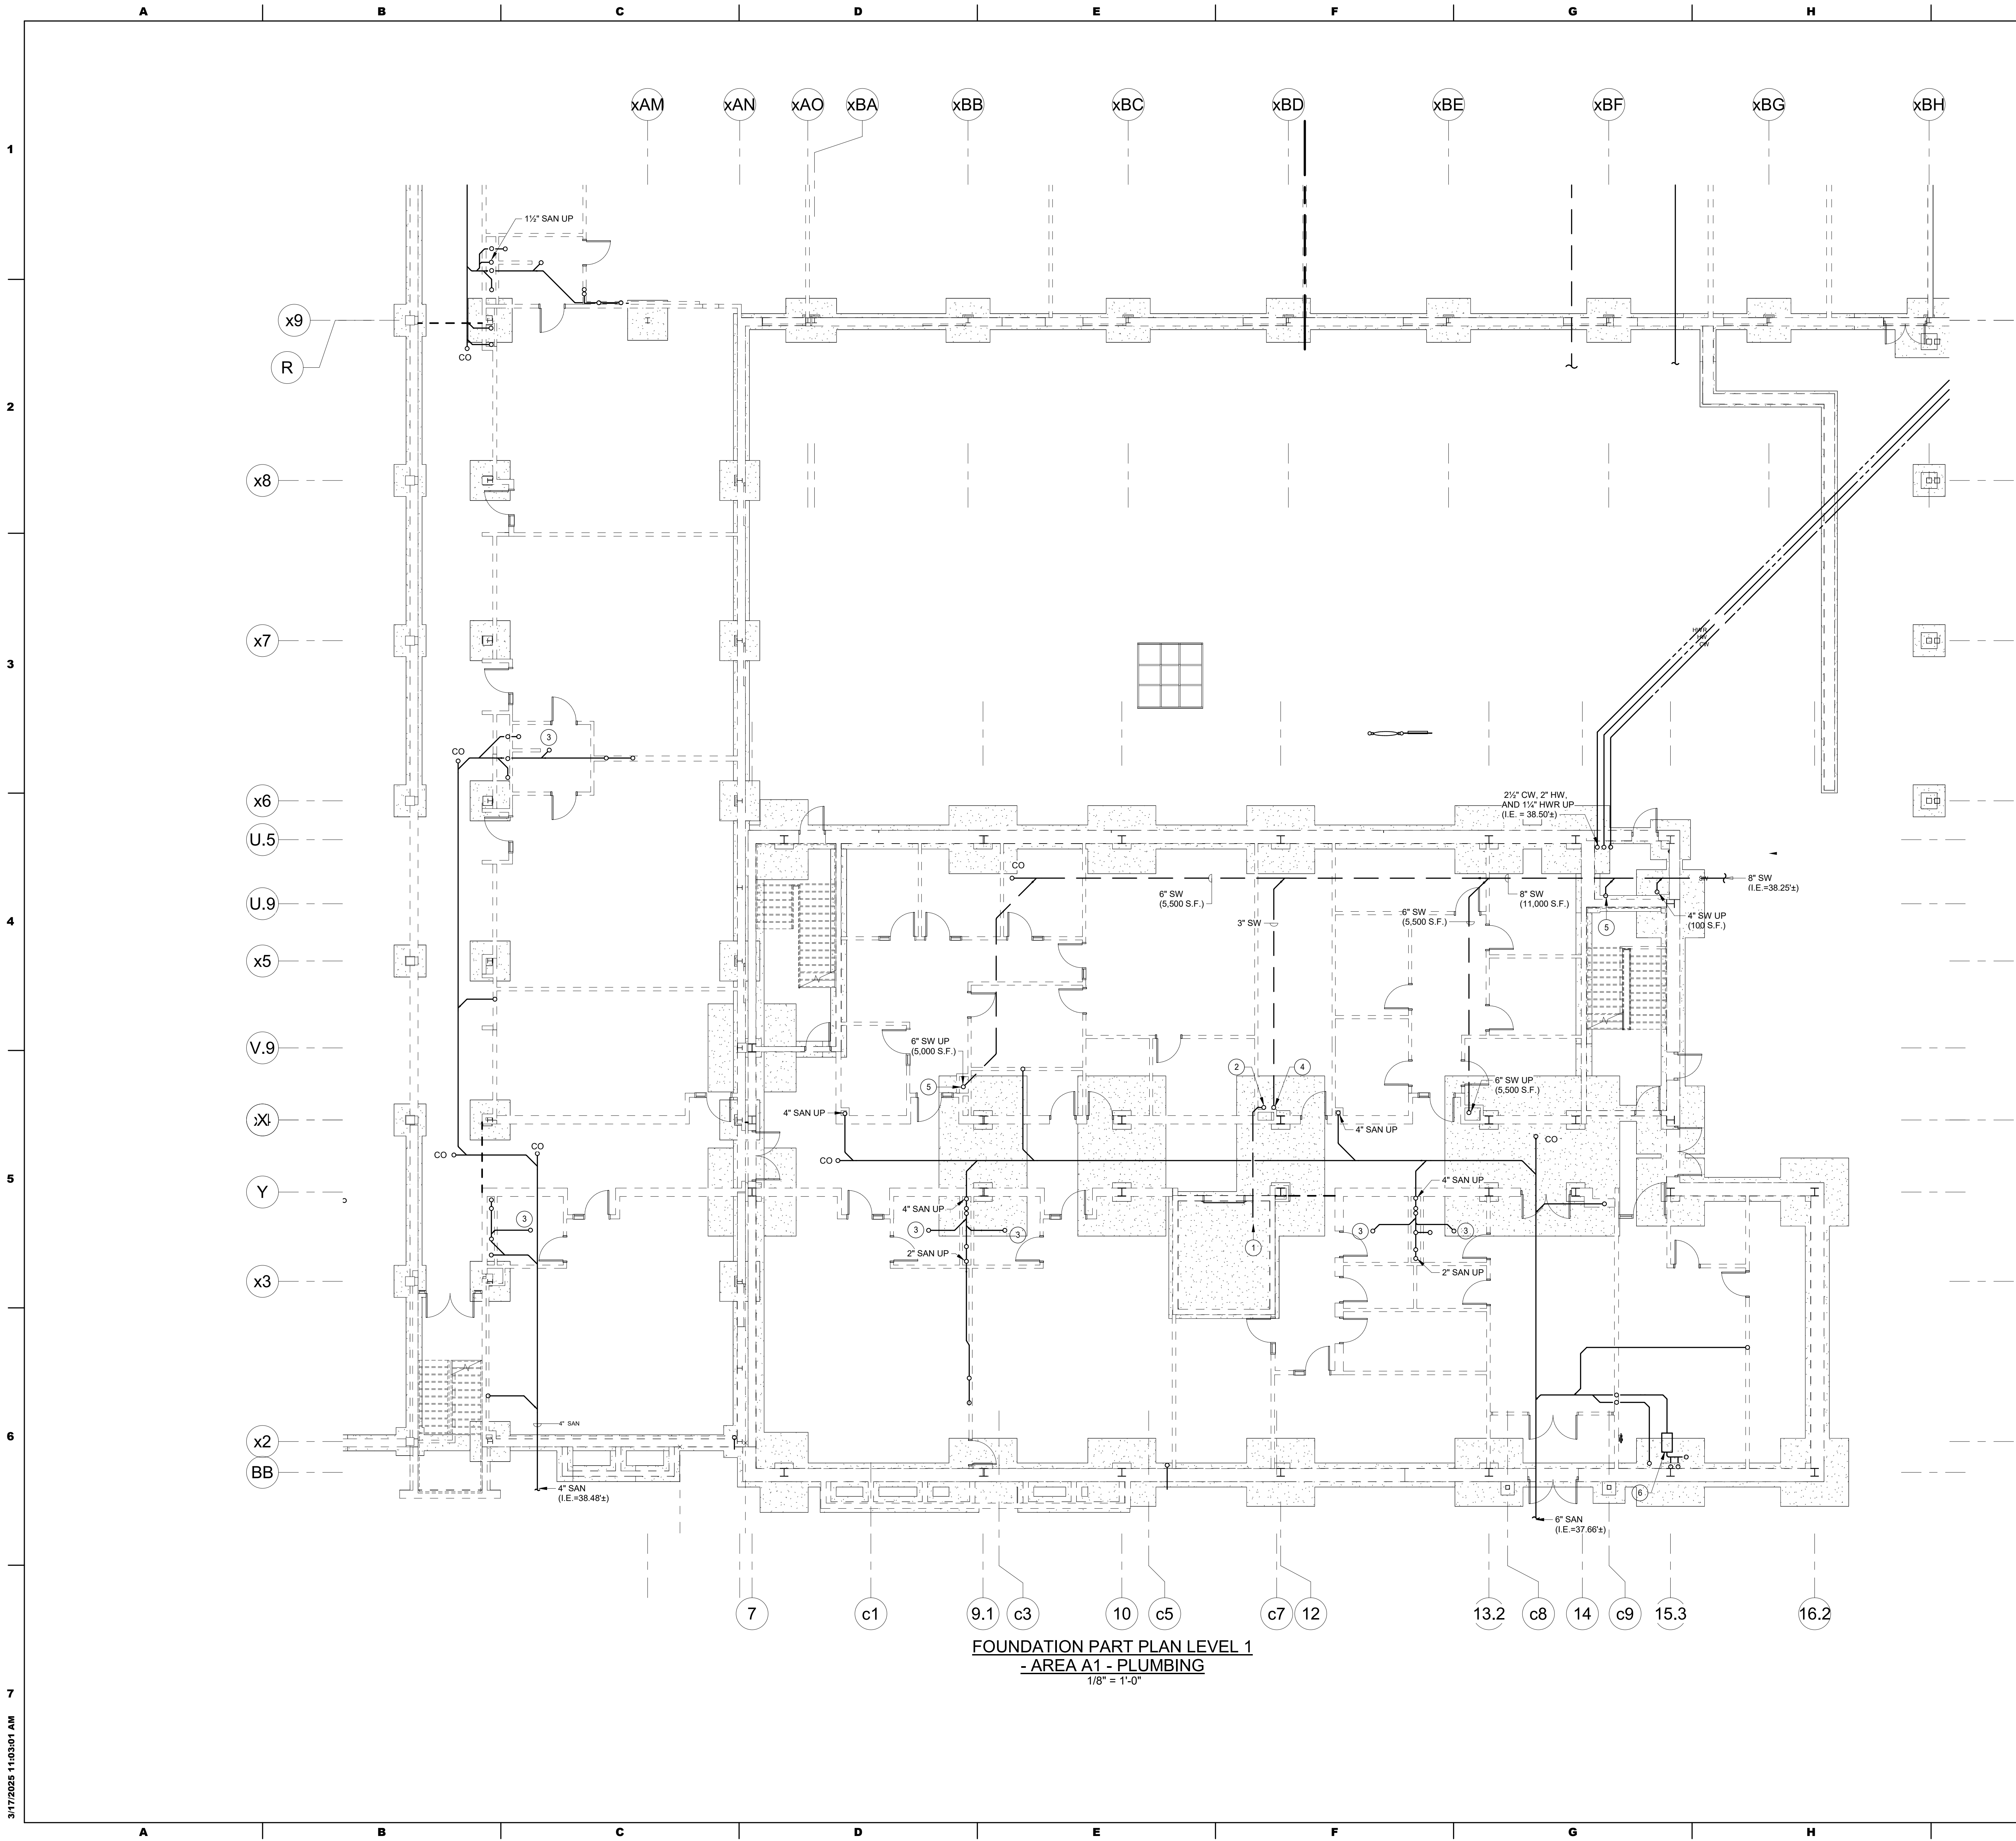 A B C D E F G H
xAM xAN xAO xBA xBB xBC xBD xBE xBF xBG xBH
1
1½" SAN UP
x9
CO
R
2
x8
HWR
HW
CW
x7
3
3
CO
x6
2½" CW, 2" HW,
AND 1¼" HWR UP
(I.E. = 38.50'±)
U.5
CO
6" SW
(5,500 S.F.)
8" SW
(11,000 S.F.)
SW
8" SW
(I.E.=38.25'±)
U.9
3" SW
6" SW
(5,500 S.F.)
4" SW UP
(100 S.F.)
5
4
x5
V.9
6" SW UP
(5,000 S.F.)
5
2
4
6" SW UP
(5,500 S.F.)
4" SAN UP
4" SAN UP
CO
CO
CO
CO
5
Y
4" SAN UP
4" SAN UP
3
3
3
3
3
1
2" SAN UP
2" SAN UP
x3
4" SAN
6
x2
BB
4" SAN
(I.E.=38.48'±)
6
6" SAN
(I.E.=37.66'±)
7 c1 9.1 c3 10 c5 c7 12 13.2 c8 14 c9 15.3 16.2
FOUNDATION PART PLAN LEVEL 1
- AREA A1 - PLUMBING
1/8" = 1'-0"
7
3/17/2025 11:03:01 AM
A B C D E F G H